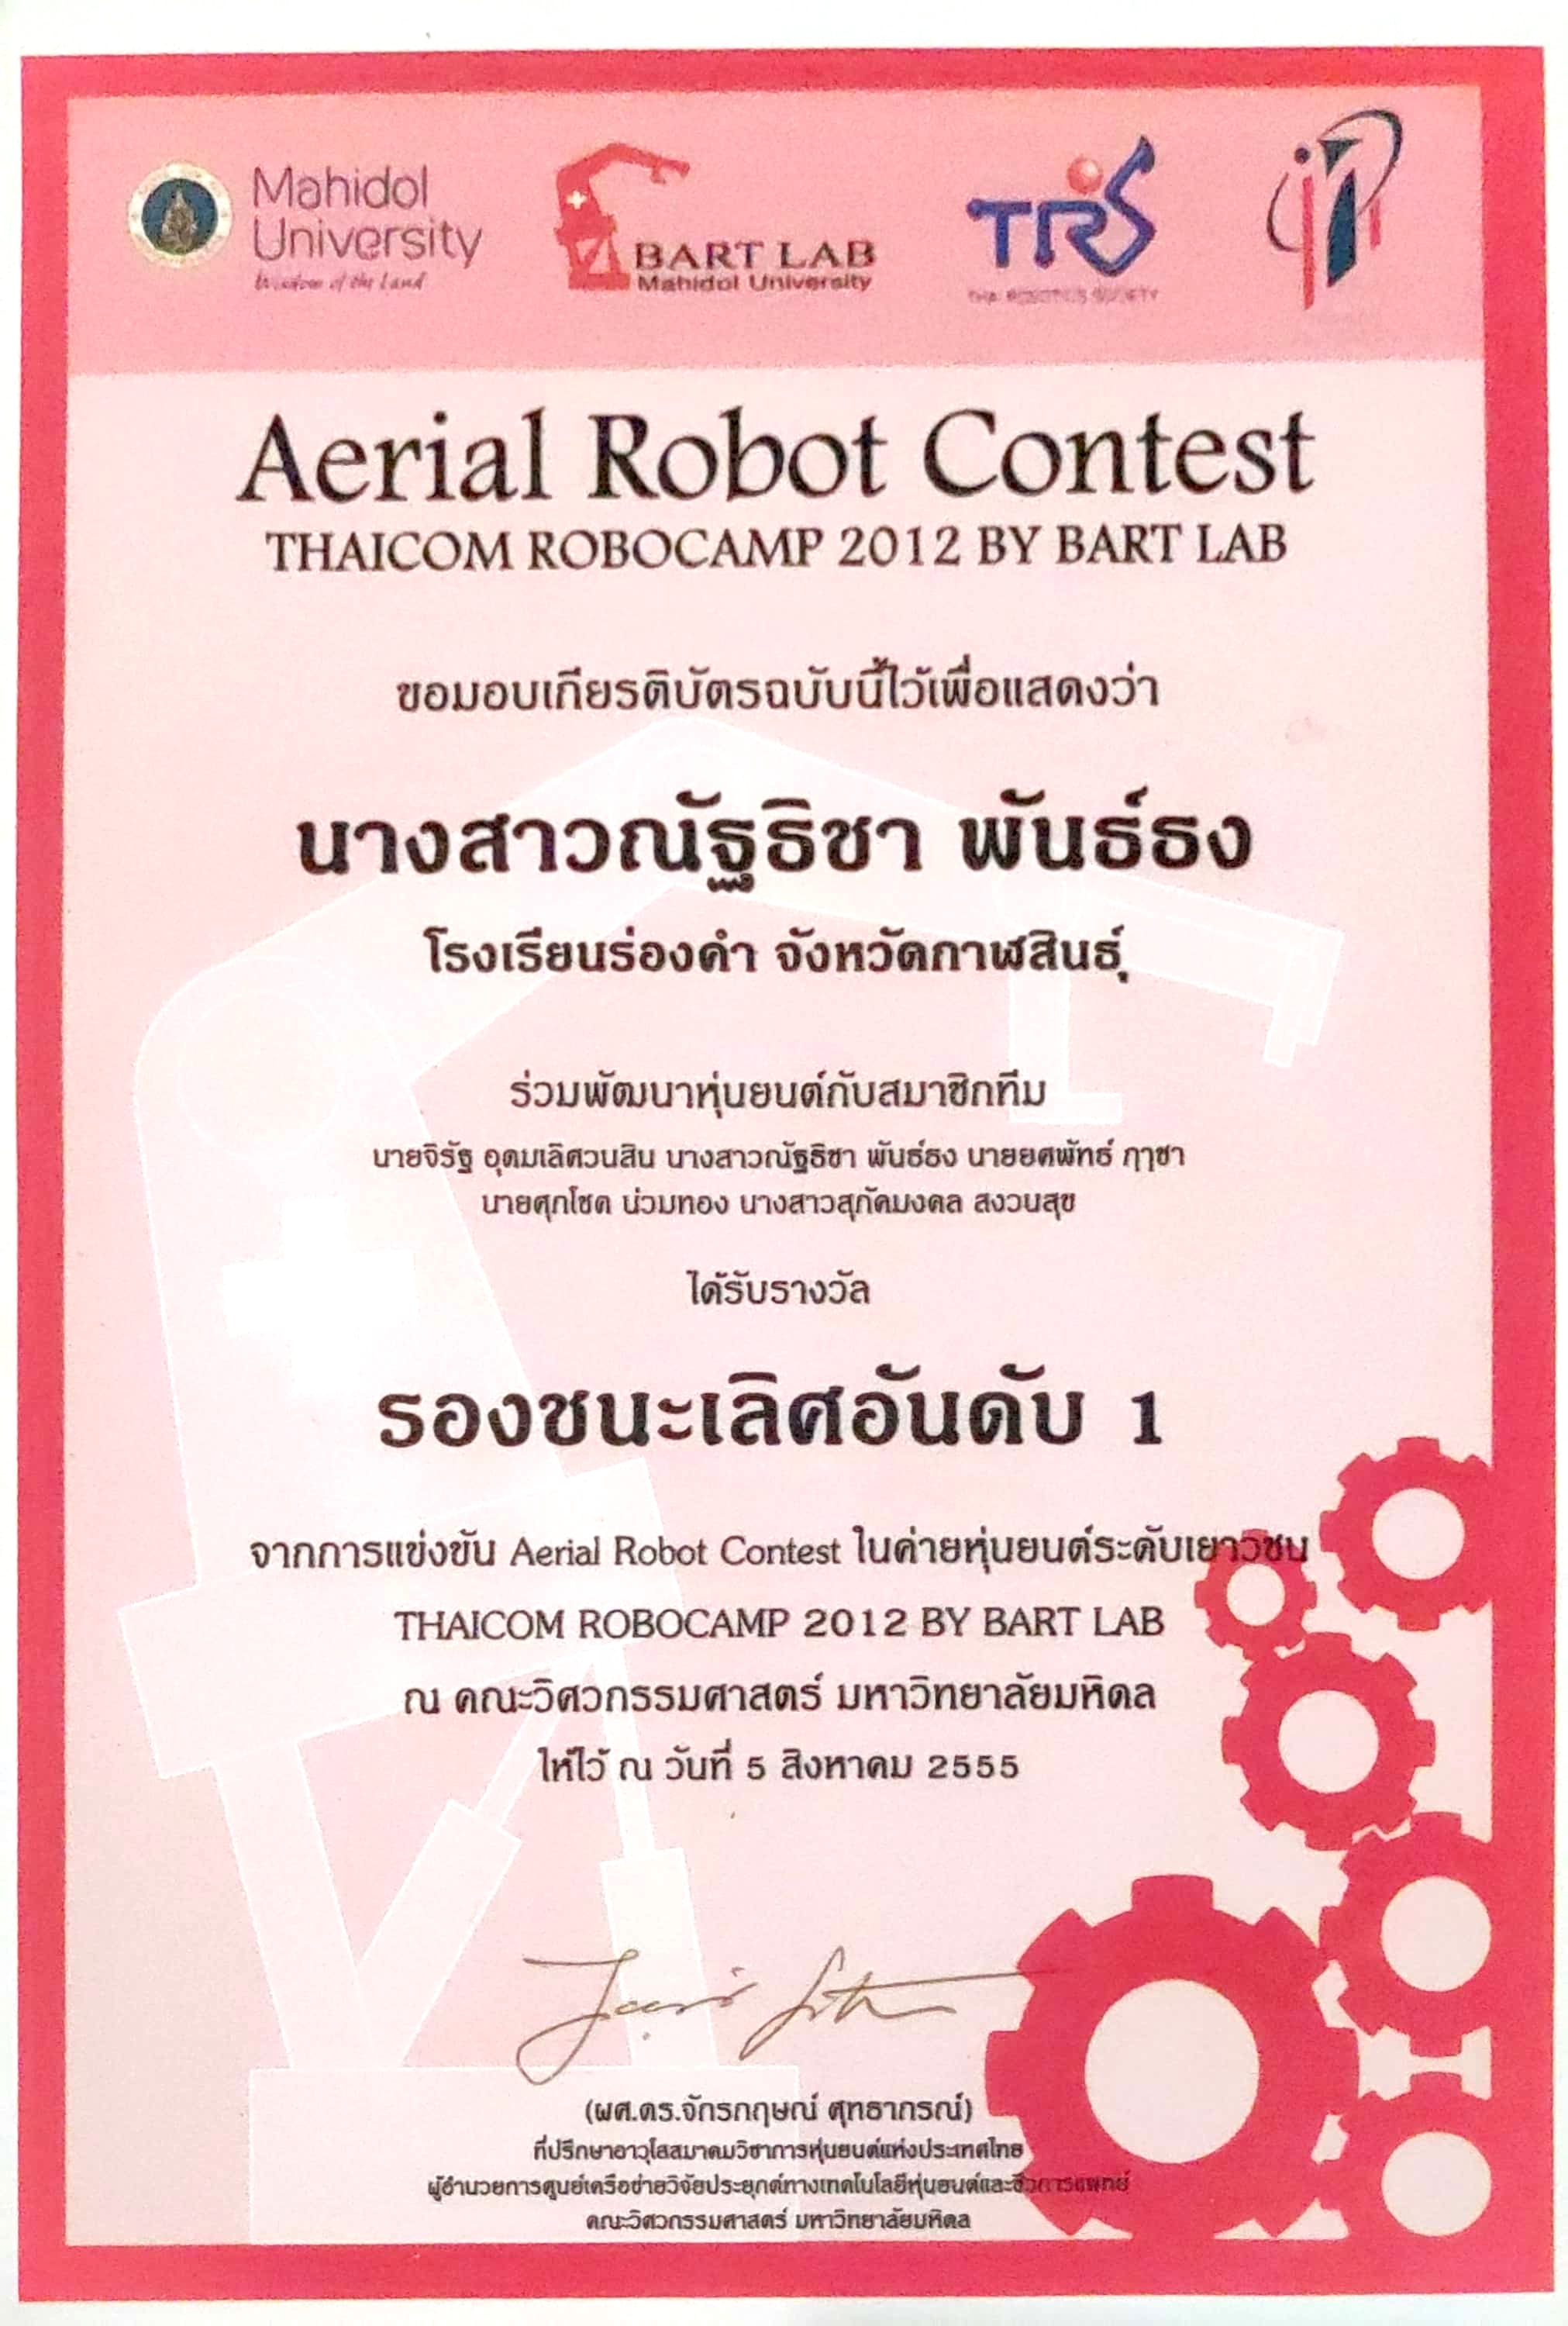 Mahidol
University
Wisdom of the Land
BART LAB
Mahidol University
TRS
THAI ROBOTICS SOCIETY
Aerial Robot Contest
THAICOM ROBOCAMP 2012 BY BART LAB
ขอมอบเกียรติบัตรฉบับนี้ไว้เพื่อแสดงว่า
นางสาวณัฐธิชา พันธ์ธง
โรงเรียนร่องคำ จังหวัดกาฬสินธุ์
ร่วมพัฒนาหุ่นยนต์กับสมาชิกทีม
นายจิรัฐ อุดมเลิศวนสิน นางสาวณัฐธิชา พันธ์ธง นายยศพัทธ์ ฤาชา
นายศุภโชค น่วมทอง นางสาวสุภัคมงคล สงวนสุข
ได้รับรางวัล
รองชนะเลิศอันดับ 1
จากการแข่งขัน Aerial Robot Contest ในค่ายหุ่นยนต์ระดับเยาวชน
THAICOM ROBOCAMP 2012 BY BART LAB
ณ คณะวิศวกรรมศาสตร์ มหาวิทยาลัยมหิดล
ให้ไว้ ณ วันที่ 5 สิงหาคม 2555
(ผศ.ดร.จักรกฤษณ์ ศุทธากรณ์)
ที่ปรึกษาอาวุโสสมาคมวิชาการหุ่นยนต์แห่งประเทศไทย
ผู้อำนวยการศูนย์เครือข่ายวิจัยประยุกต์ทางเทคโนโลยีหุ่นยนต์และชีวการแพทย์
คณะวิศวกรรมศาสตร์ มหาวิทยาลัยมหิดล